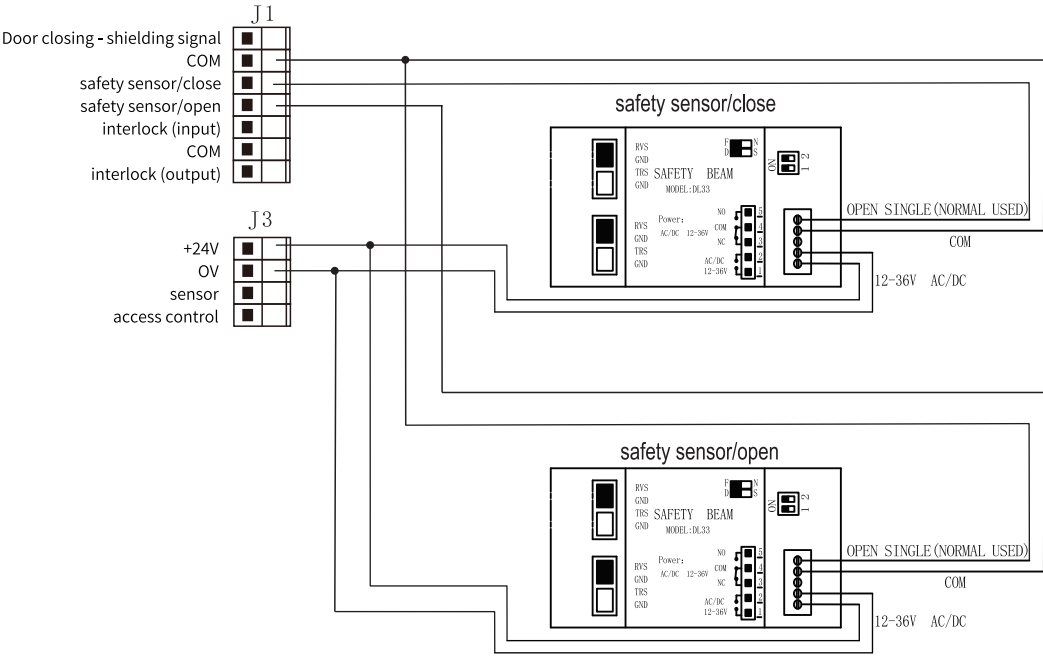 J1
Door closing - shielding signal
COM
safety sensor/close
safety sensor/open
interlock (input)
COM
interlock (output)
J3
+24V
OV
sensor
access control
safety sensor/close
RVS
GND
TRS
GND
RVS
GND
TRS
GND
SAFETY BEAM
MODEL:DL33
F N
D S
Power:
AC/DC 12-36V
NO
COM
NC
AC/DC
12-36V
5
4
3
2
1
ON
1 2
OPEN SINGLE(NORMAL USED)
COM
12-36V AC/DC
safety sensor/open
RVS
GND
TRS
GND
RVS
GND
TRS
GND
SAFETY BEAM
MODEL:DL33
F N
D S
Power:
AC/DC 12-36V
NO
COM
NC
AC/DC
12-36V
5
4
3
2
1
ON
1 2
OPEN SINGLE(NORMAL USED)
COM
12-36V AC/DC